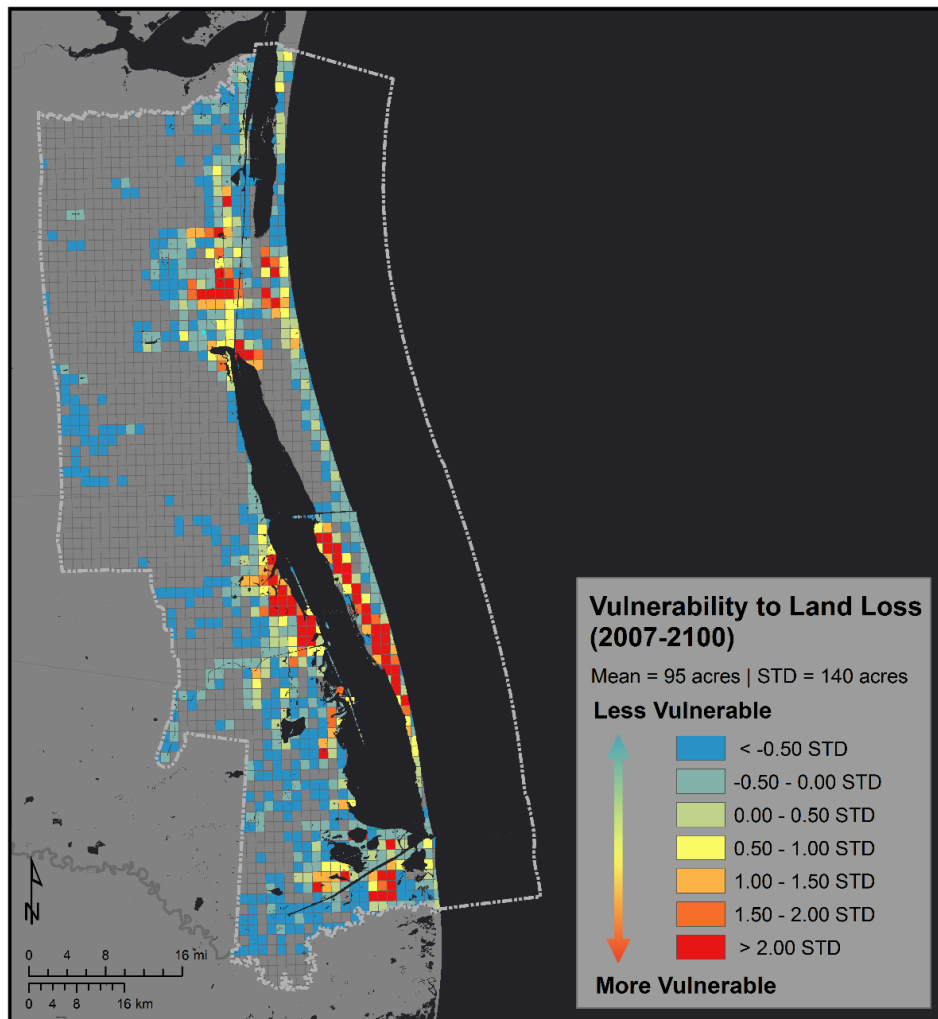 Vulnerability to Land Loss
(2007-2100)
Mean = 95 acres | STD = 140 acres
Less Vulnerable
< -0.50 STD
-0.50 - 0.00 STD
0.00 - 0.50 STD
0.50 - 1.00 STD
1.00 - 1.50 STD
1.50 - 2.00 STD
> 2.00 STD
More Vulnerable
N
0 4 8 16 mi
0 4 8 16 km